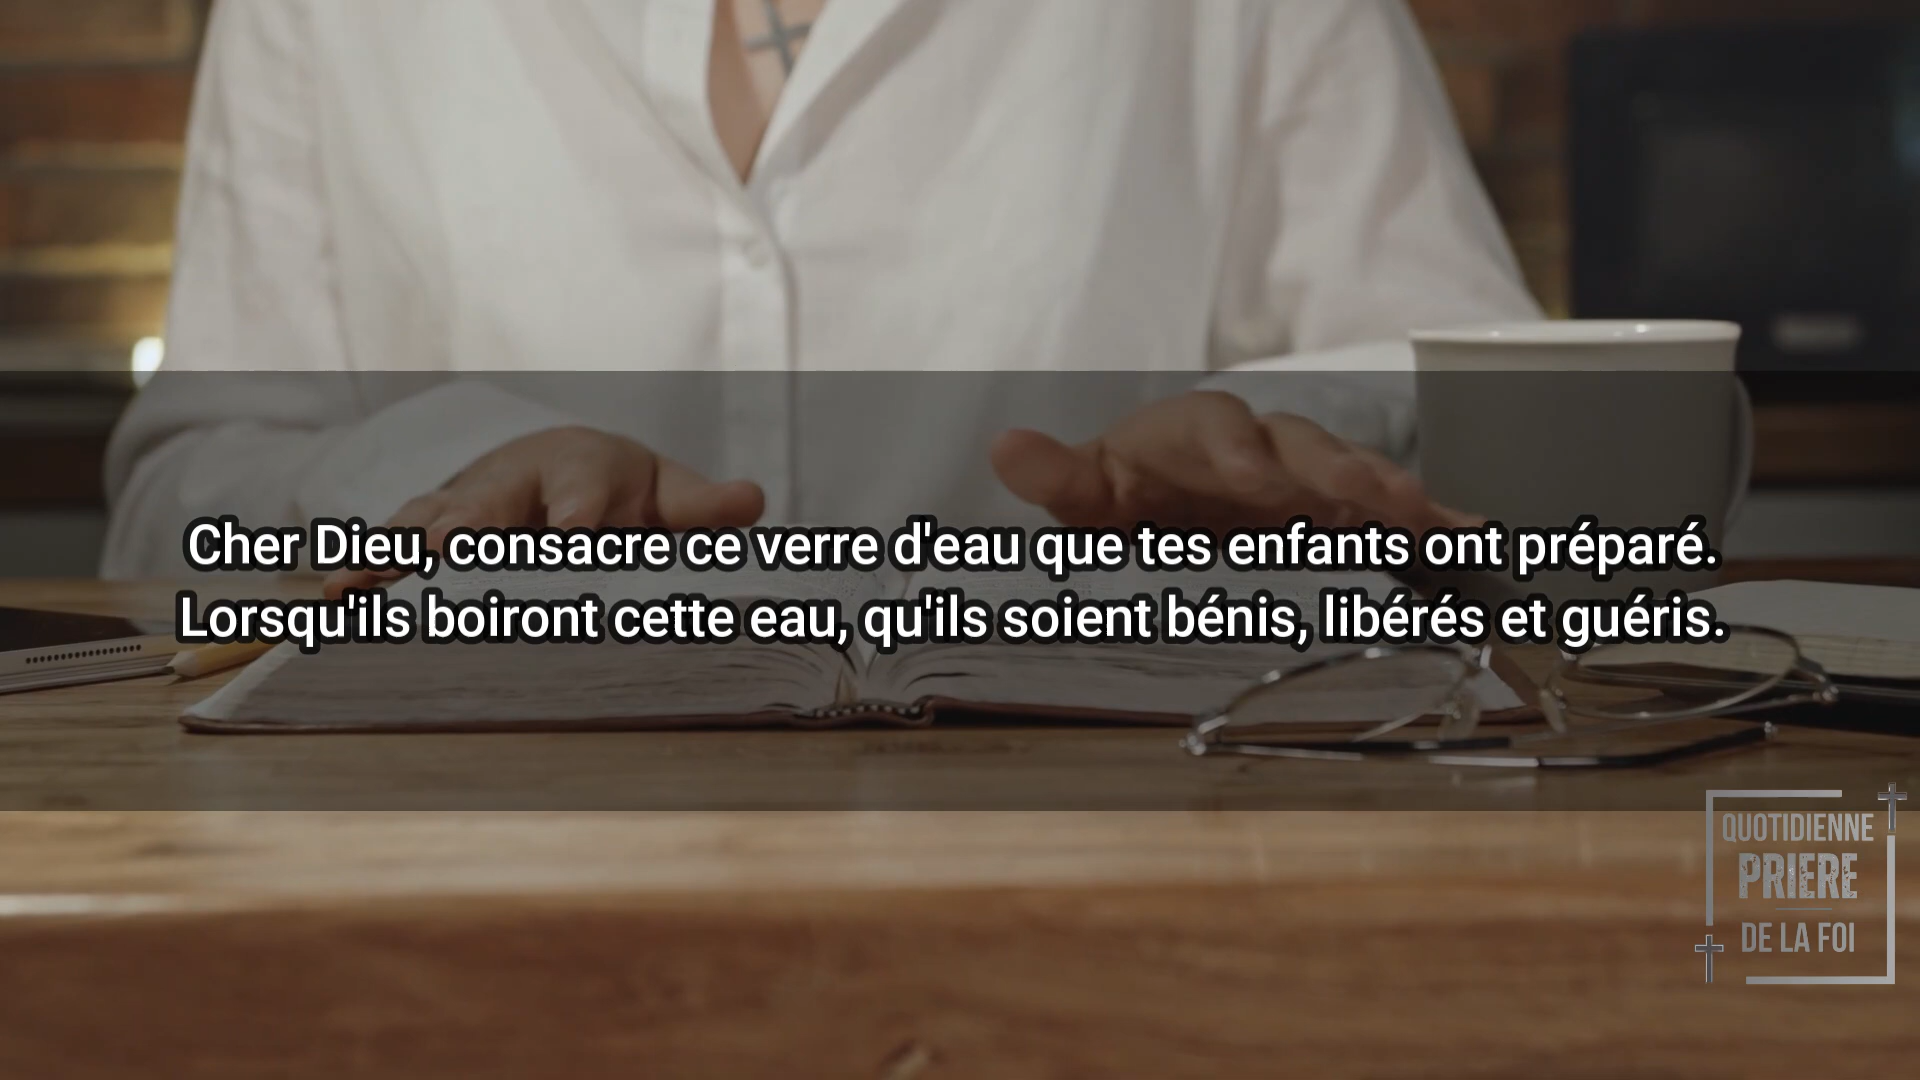 Cher Dieu, consacre ce verre d'eau que tes enfants ont préparé.
Lorsqu'ils boiront cette eau, qu'ils soient bénis, libérés et guéris.
QUOTIDIENNE
PRIERE
DE LA FOI